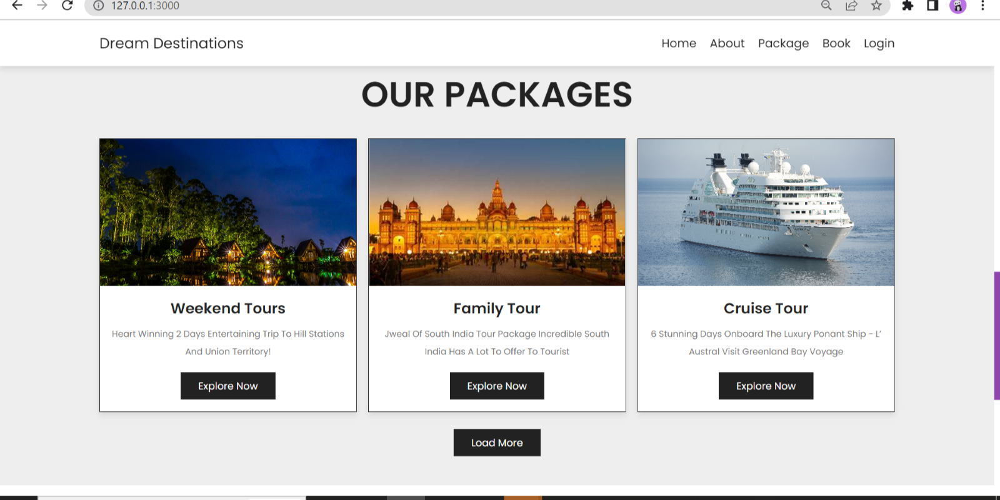 127.0.0.1:3000
Dream Destinations
Home About Package Book Login
OUR PACKAGES
Weekend Tours
Heart Winning 2 Days Entertaining Trip To Hill Stations
And Union Territory!
Explore Now
Family Tour
Jweal Of South India Tour Package Incredible South
India Has A Lot To Offer To Tourist
Explore Now
Cruise Tour
6 Stunning Days Onboard The Luxury Ponant Ship - L’
Austral Visit Greenland Bay Voyage
Explore Now
Load More